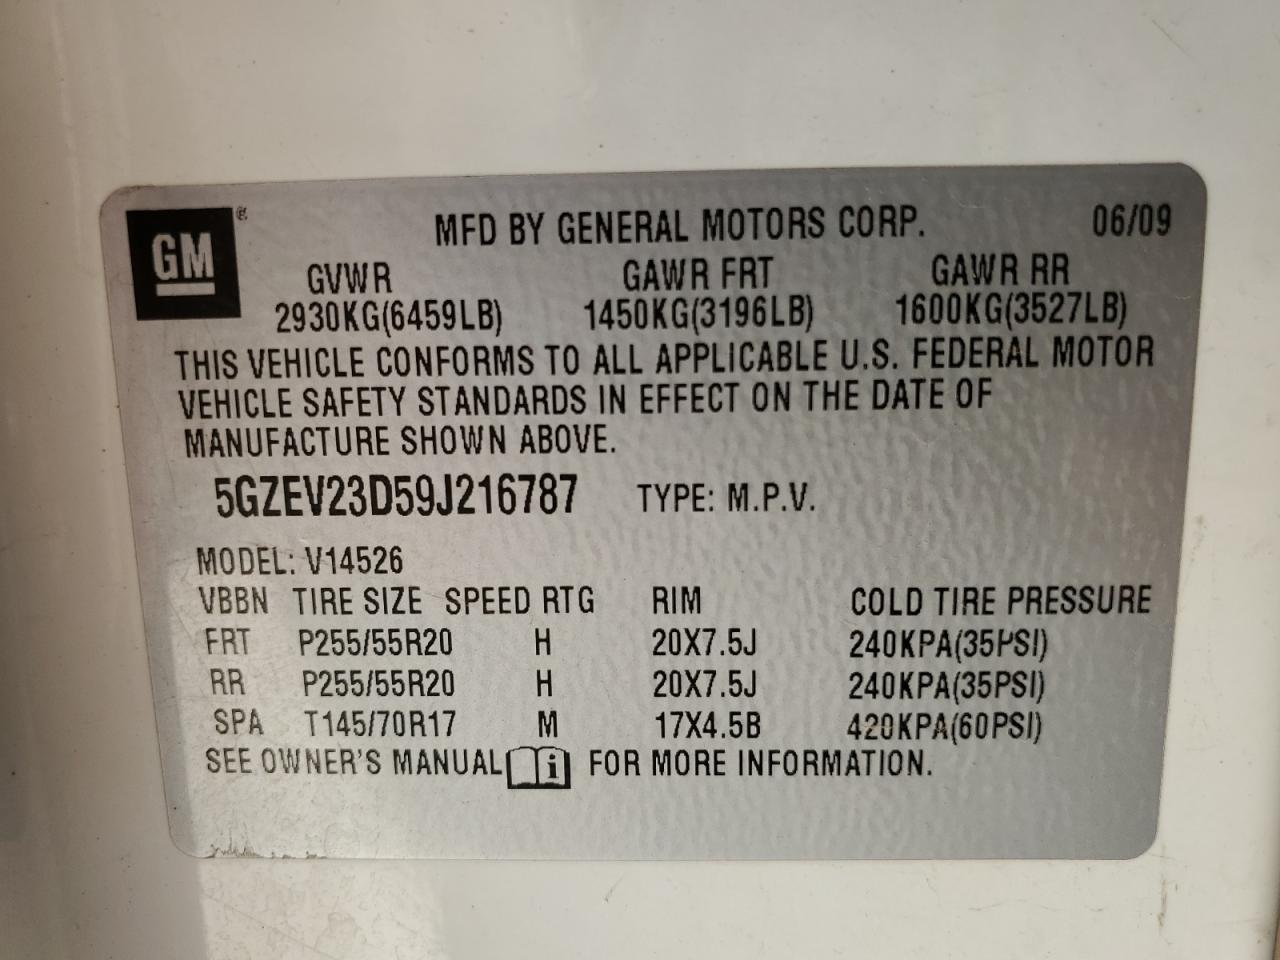 GM®
MFD BY GENERAL MOTORS CORP. 06/09
GVWR GAWR FRT GAWR RR
2930KG(6459LB) 1450KG(3196LB) 1600KG(3527LB)
THIS VEHICLE CONFORMS TO ALL APPLICABLE U.S. FEDERAL MOTOR
VEHICLE SAFETY STANDARDS IN EFFECT ON THE DATE OF
MANUFACTURE SHOWN ABOVE.
5GZEV23D59J216787 TYPE: M.P.V.
MODEL: V14526
VBBN TIRE SIZE SPEED RTG RIM COLD TIRE PRESSURE
FRT P255/55R20 H 20X7.5J 240KPA(35PSI)
RR P255/55R20 H 20X7.5J 240KPA(35PSI)
SPA T145/70R17 M 17X4.5B 420KPA(60PSI)
SEE OWNER'S MANUAL i FOR MORE INFORMATION.